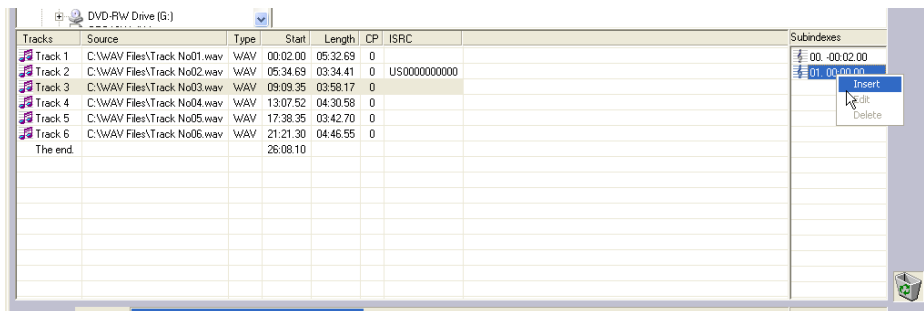 DVD-RW Drive (G:)
Tracks Source Type Start Length CP ISRC
Track 1 C:\WAV Files\Track No01.wav WAV 00:02.00 05:32.69 0
Track 2 C:\WAV Files\Track No02.wav WAV 05:34.69 03:34.41 0 US0000000000
Track 3 C:\WAV Files\Track No03.wav WAV 09:09.35 03:58.17 0
Track 4 C:\WAV Files\Track No04.wav WAV 13:07.52 04:30.58 0
Track 5 C:\WAV Files\Track No05.wav WAV 17:38.35 03:42.70 0
Track 6 C:\WAV Files\Track No06.wav WAV 21:21.30 04:46.55 0
The end. 26:08.10
Subindexes
00. -00:02.00
01. 00:00.00
Insert
Edit
Delete